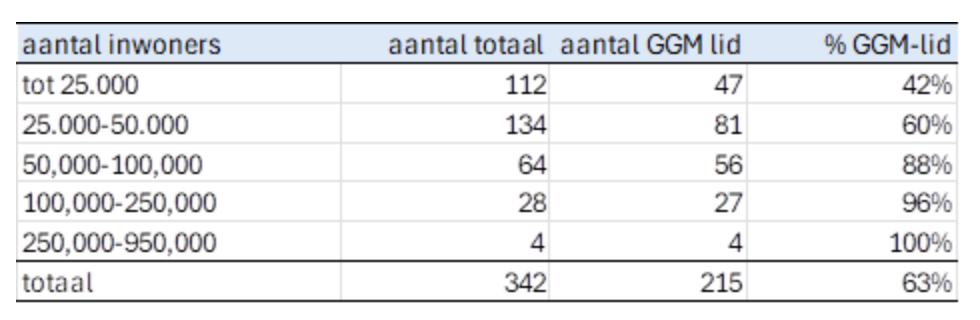 aantal inwoners aantal totaal aantal GGM lid % GGM-lid
tot 25.000 112 47 42%
25.000-50.000 134 81 60%
50,000-100,000 64 56 88%
100,000-250,000 28 27 96%
250,000-950,000 4 4 100%
totaal 342 215 63%